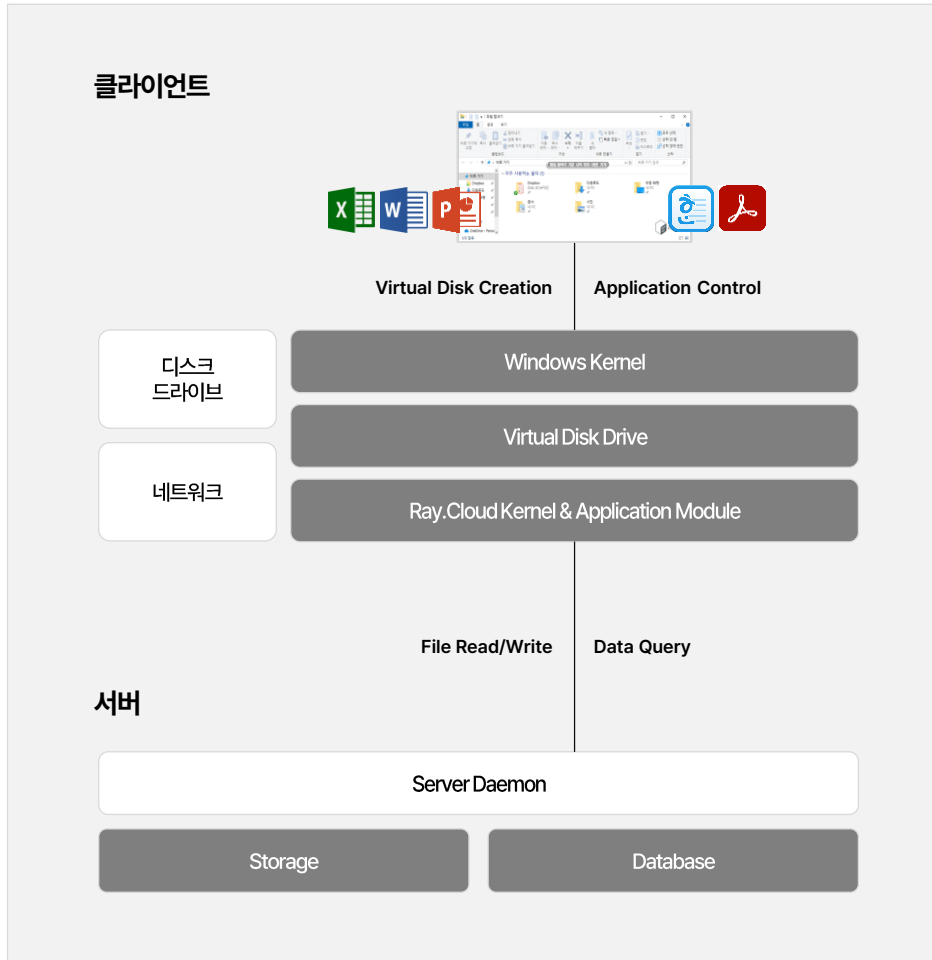 클라이언트
X
W
P
Virtual Disk Creation
Application Control
디스크
드라이브
Windows Kernel
Virtual Disk Drive
네트워크
Ray.Cloud Kernel & Application Module
File Read/Write
Data Query
서버
Server Daemon
Storage
Database